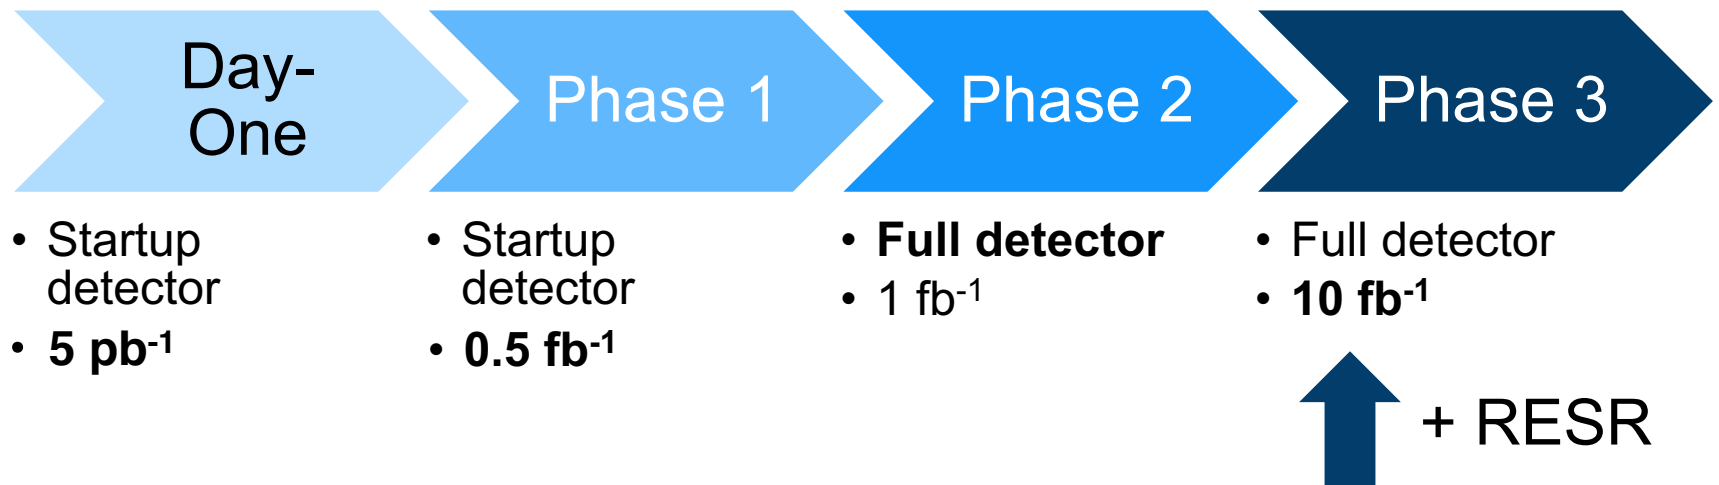 Day-
One
Phase 1
Phase 2
Phase 3
• Startup
detector
• 5 pb⁻¹
• Startup
detector
• 0.5 fb⁻¹
• Full detector
• 1 fb⁻¹
• Full detector
• 10 fb⁻¹
+ RESR